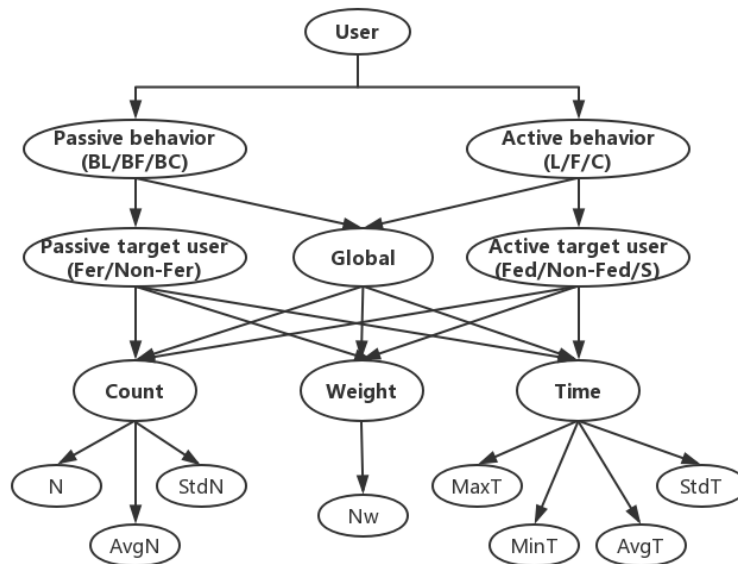 User
Passive behavior
(BL/BF/BC)
Active behavior
(L/F/C)
Passive target user
(Fer/Non-Fer)
Global
Active target user
(Fed/Non-Fed/S)
Count
Weight
Time
N
StdN
AvgN
Nw
MaxT
StdT
MinT
AvgT